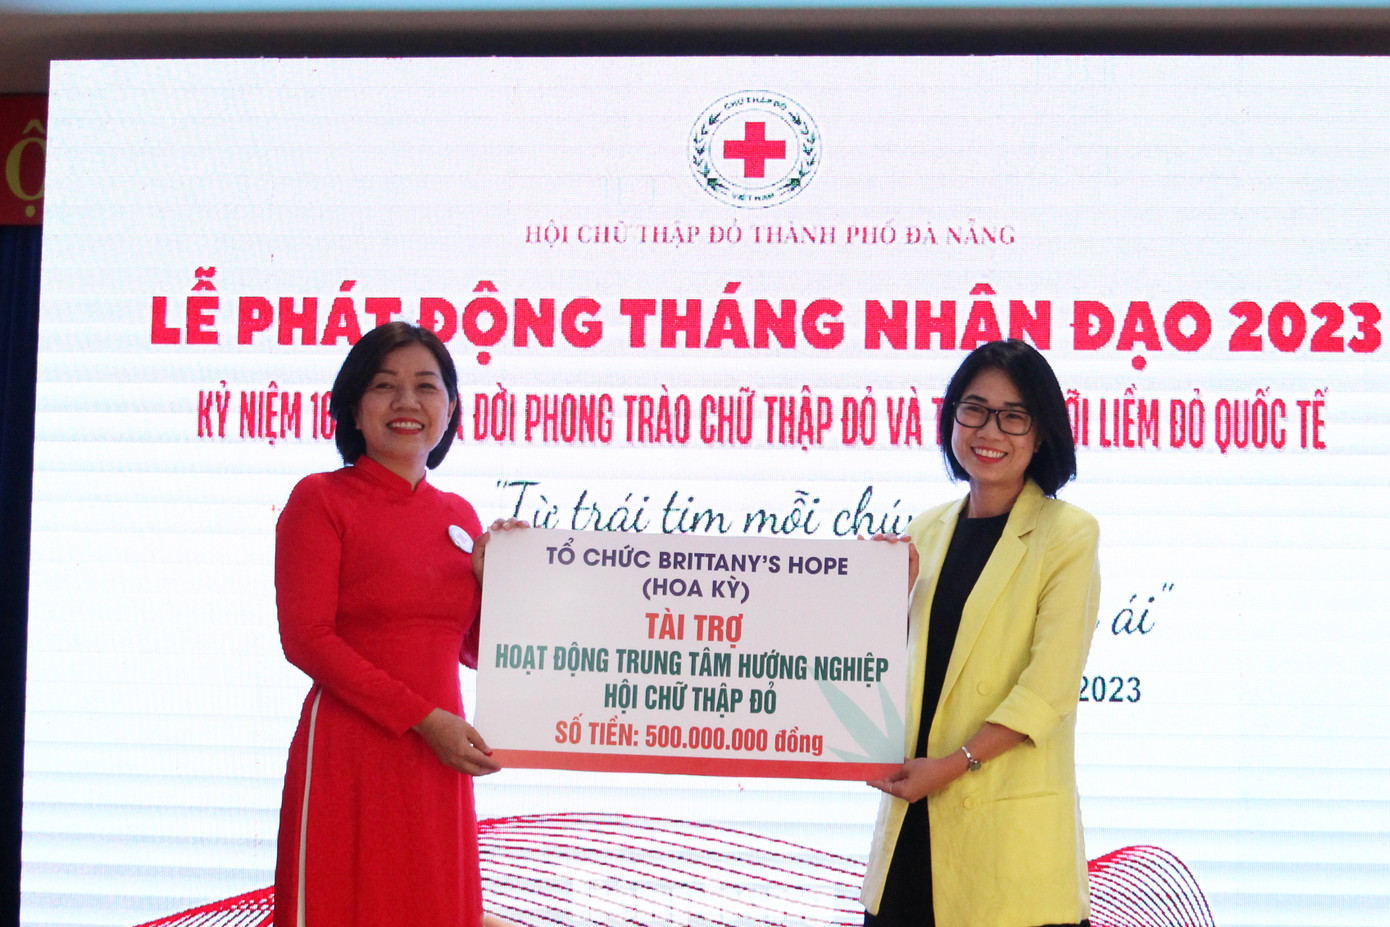 CHỮ THẬP ĐỎ
VIỆT NAM
HỘI CHỮ THẬP ĐỎ THÀNH PHỐ ĐÀ NẴNG
LỄ PHÁT ĐỘNG THÁNG NHÂN ĐẠO 2023
KỶ NIỆM ĐỜI PHONG TRÀO CHỮ THẬP ĐỎ VÀ LIỀM ĐỎ QUỐC TẾ
"Từ trái tim mỗi
ái"
2023
TỔ CHỨC BRITTANY'S HOPE
(HOA KỲ)
TÀI TRỢ
HOẠT ĐỘNG TRUNG TÂM HƯỚNG NGHIỆP
HỘI CHỮ THẬP ĐỎ
SỐ TIỀN: 500.000.000 đồng